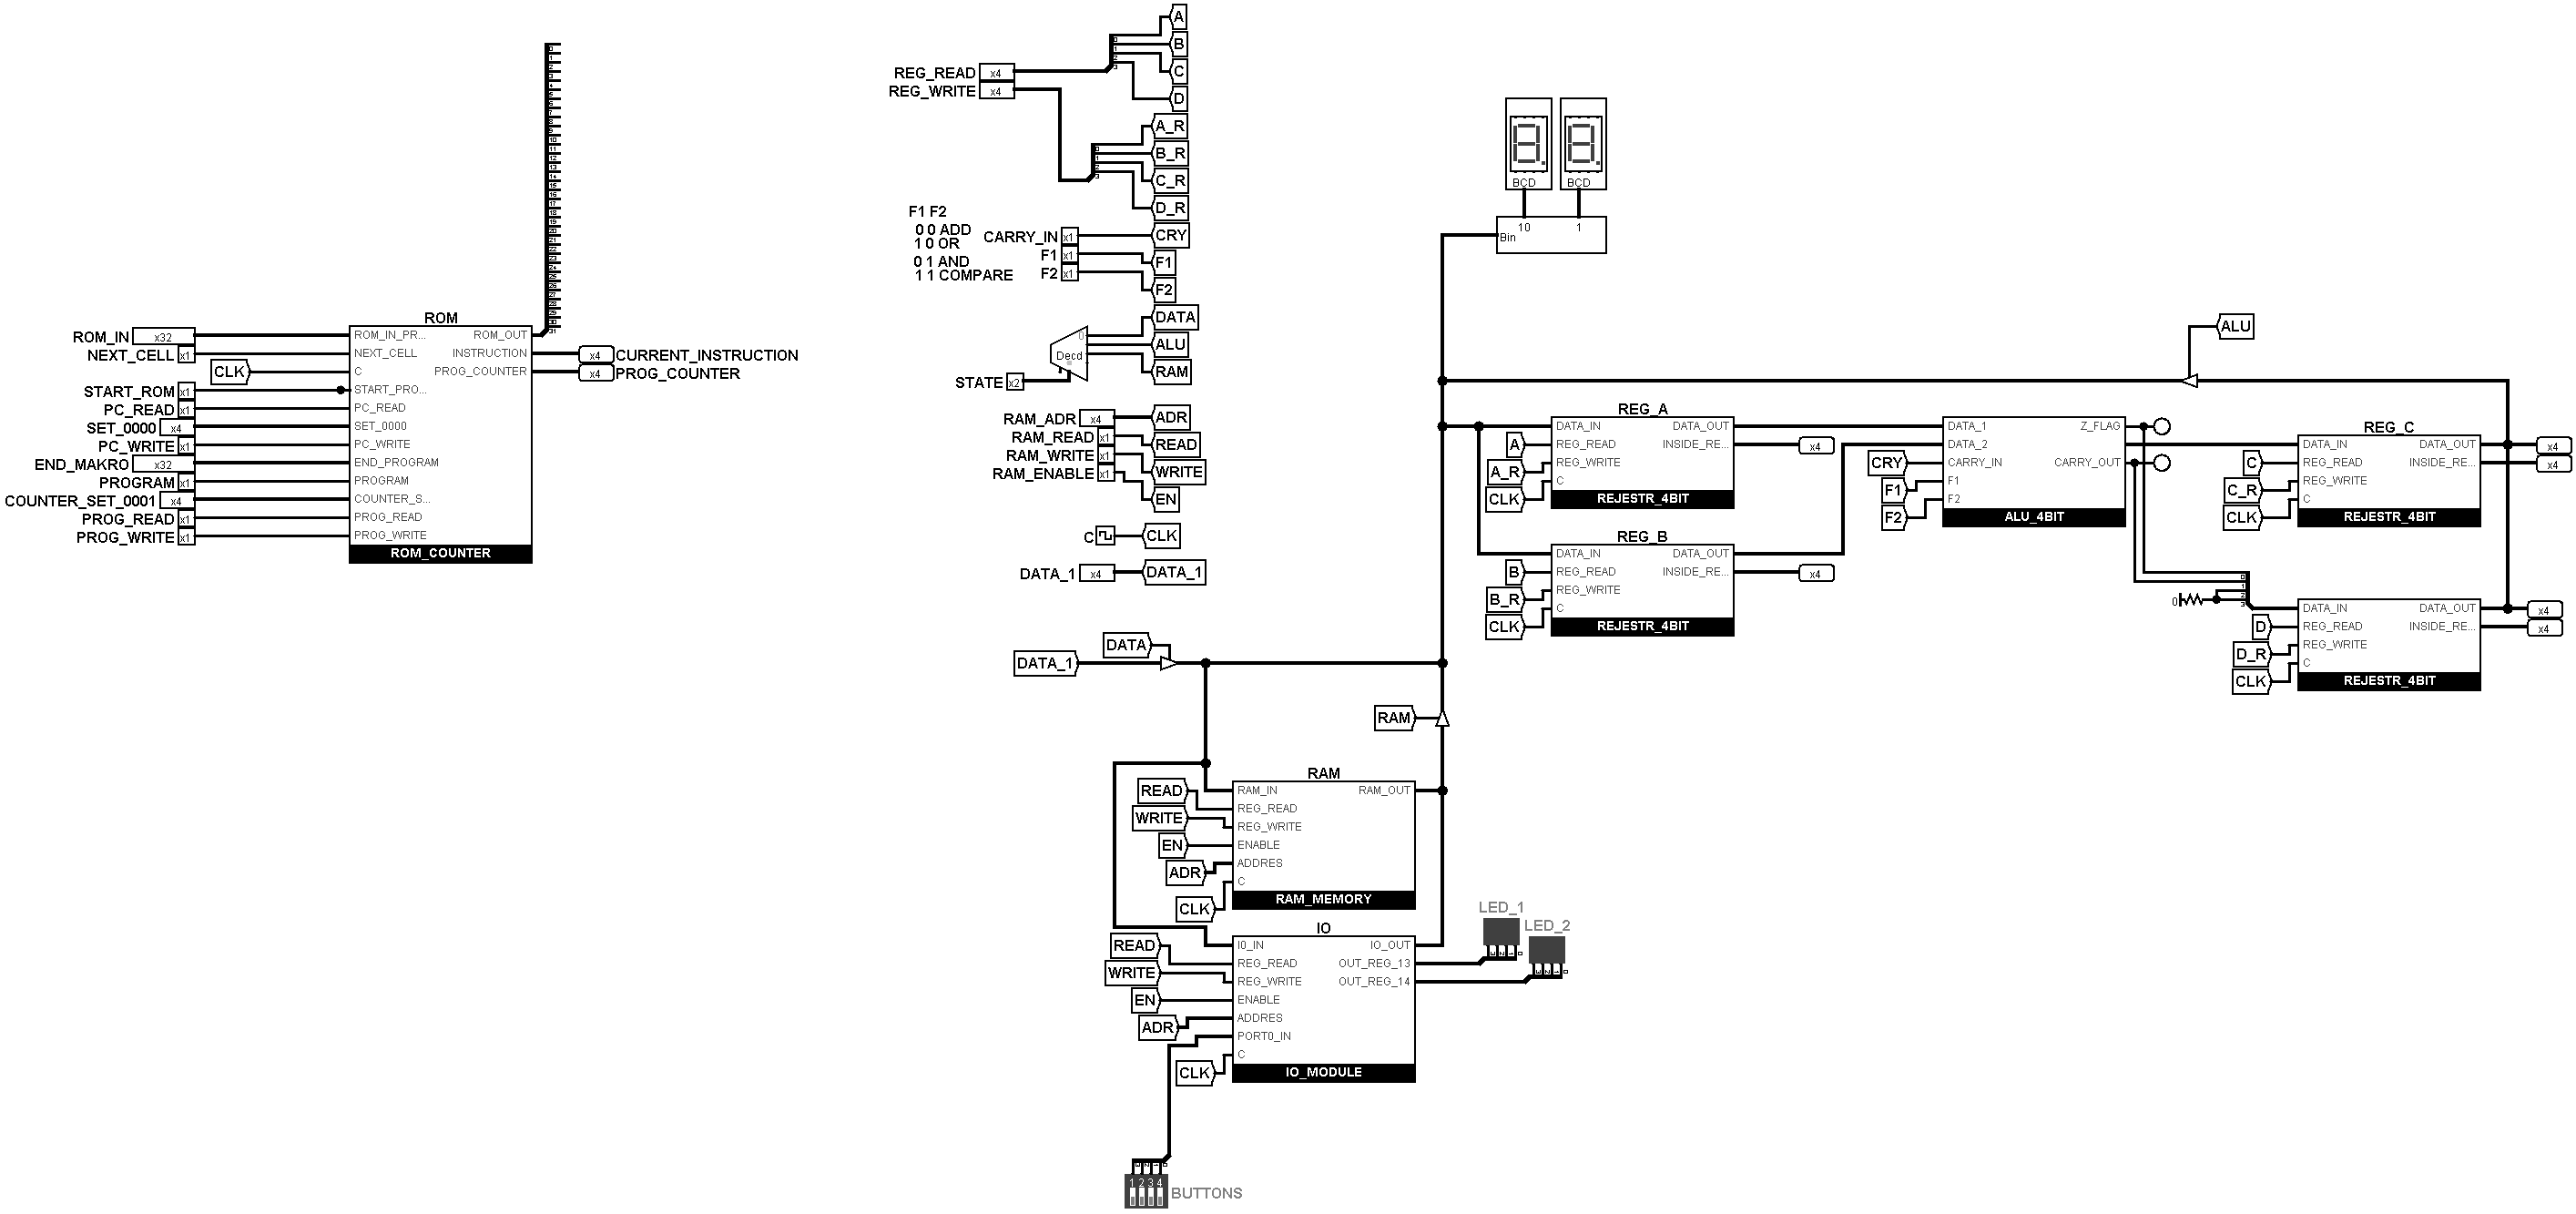 ROM
ROM_IN x32
NEXT_CELL x1
CLK
START_ROM x1
PC_READ x1
SET_0000 x4
PC_WRITE x1
END_MAKRO x32
PROGRAM x1
COUNTER_SET_0001 x4
PROG_READ x1
PROG_WRITE x1
ROM_IN_PR... ROM_OUT
NEXT_CELL INSTRUCTION
C PROG_COUNTER
START_PRO...
PC_READ
SET_0000
PC_WRITE
END_PROGRAM
PROGRAM
COUNTER_S...
PROG_READ
PROG_WRITE
ROM_COUNTER
x4 CURRENT_INSTRUCTION
x4 PROG_COUNTER
REG_READ x4
REG_WRITE x4
A
B
C
D
A_R
B_R
C_R
D_R
F1 F2
0 0 ADD
1 0 OR
0 1 AND
1 1 COMPARE
CARRY_IN x1 CRY
F1 x1 F1
F2 x1 F2
DATA
ALU
RAM
0
Decd
STATE x2
RAM_ADR x4 ADR
RAM_READ x1 READ
RAM_WRITE x1 WRITE
RAM_ENABLE x1 EN
C CLK
DATA_1 x4 DATA_1
DATA
DATA_1
RAM
RAM
READ
WRITE
EN
ADR
CLK
RAM_IN RAM_OUT
REG_READ
REG_WRITE
ENABLE
ADDRES
C
RAM_MEMORY
IO
READ
WRITE
EN
ADR
CLK
I0_IN IO_OUT
REG_READ OUT_REG_13
REG_WRITE OUT_REG_14
ENABLE
ADDRES
PORT0_IN
C
IO_MODULE
LED_1
LED_2
1 2 3 4
BUTTONS
BCD BCD
10 1
Bin
ALU
REG_A
A
A_R
CLK
DATA_IN DATA_OUT
REG_READ INSIDE_RE...
REG_WRITE
C
REJESTR_4BIT
x4
REG_B
B
B_R
CLK
DATA_IN DATA_OUT
REG_READ INSIDE_RE...
REG_WRITE
C
REJESTR_4BIT
x4
CRY
F1
F2
DATA_1 Z_FLAG
DATA_2
CARRY_IN CARRY_OUT
F1
F2
ALU_4BIT
REG_C
C
C_R
CLK
DATA_IN DATA_OUT
REG_READ INSIDE_RE...
REG_WRITE
C
REJESTR_4BIT
x4
x4
0
D
D_R
CLK
DATA_IN DATA_OUT
REG_READ INSIDE_RE...
REG_WRITE
C
REJESTR_4BIT
x4
x4